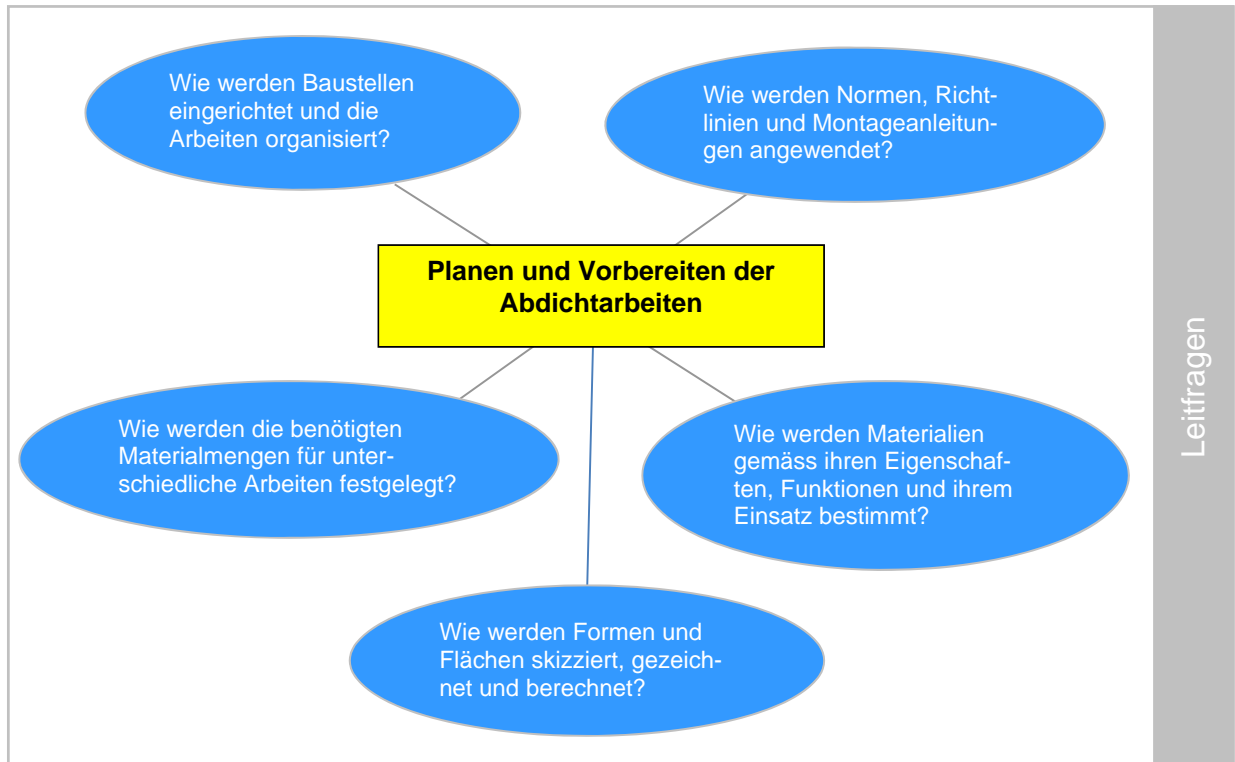 Wie werden Baustellen
eingerichtet und die
Arbeiten organisiert?
Wie werden Normen, Richt-
linien und Montageanleitun-
gen angewendet?
Planen und Vorbereiten der
Abdichtarbeiten
Wie werden die benötigten
Materialmengen für unter-
schiedliche Arbeiten festgelegt?
Wie werden Materialien
gemäss ihren Eigenschaf-
ten, Funktionen und ihrem
Einsatz bestimmt?
Wie werden Formen und
Flächen skizziert, gezeich-
net und berechnet?
Leitfragen